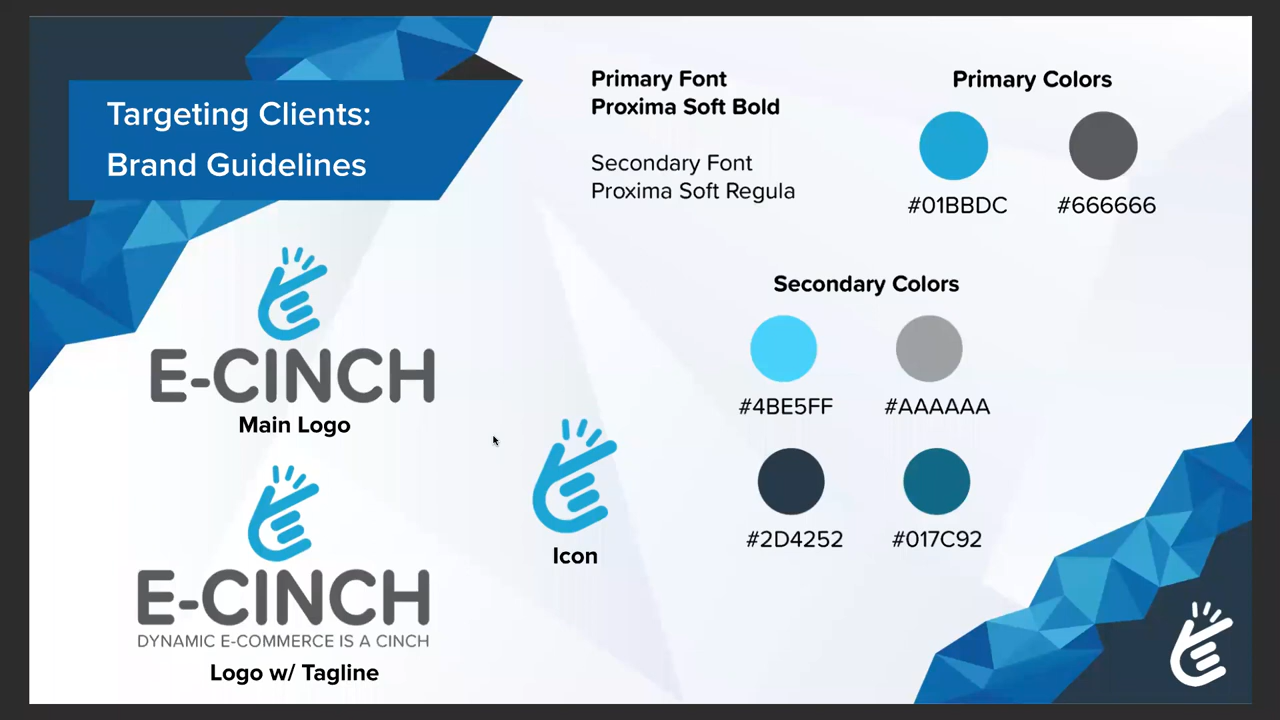 Targeting Clients:
Brand Guidelines
Primary Font
Proxima Soft Bold
Secondary Font
Proxima Soft Regula
Primary Colors
#01BBDC
#666666
Secondary Colors
#4BE5FF
#AAAAAA
#2D4252
#017C92
E-CINCH
Main Logo
E-CINCH
DYNAMIC E-COMMERCE IS A CINCH
Logo w/ Tagline
Icon